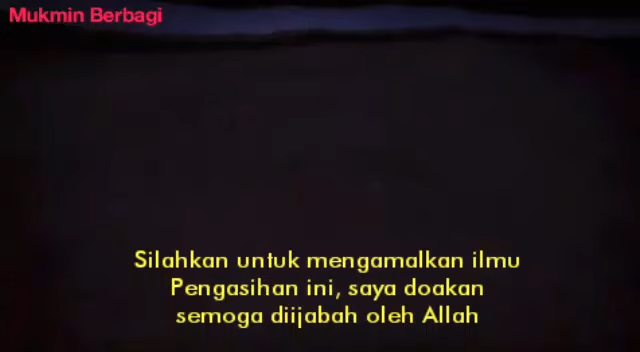 Mukmin Berbagi
Silahkan untuk mengamalkan ilmu
Pengasihan ini, saya doakan
semoga diijabah oleh Allah